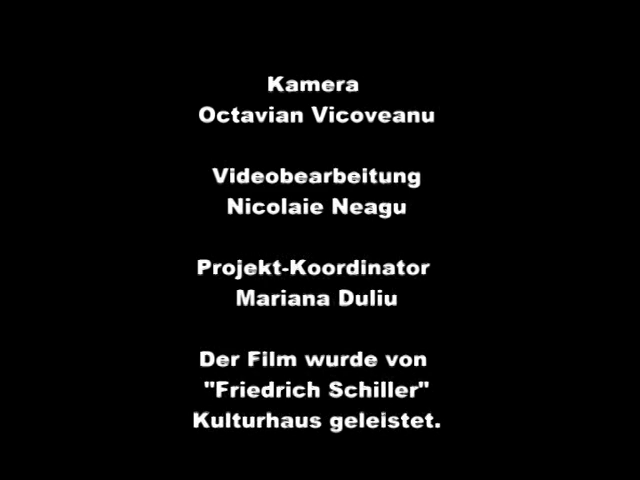 Kamera
Octavian Vicoveanu
Videobearbeitung
Nicolaie Neagu
Projekt-Koordinator
Mariana Duliu
Der Film wurde von
"Friedrich Schiller"
Kulturhaus geleistet.